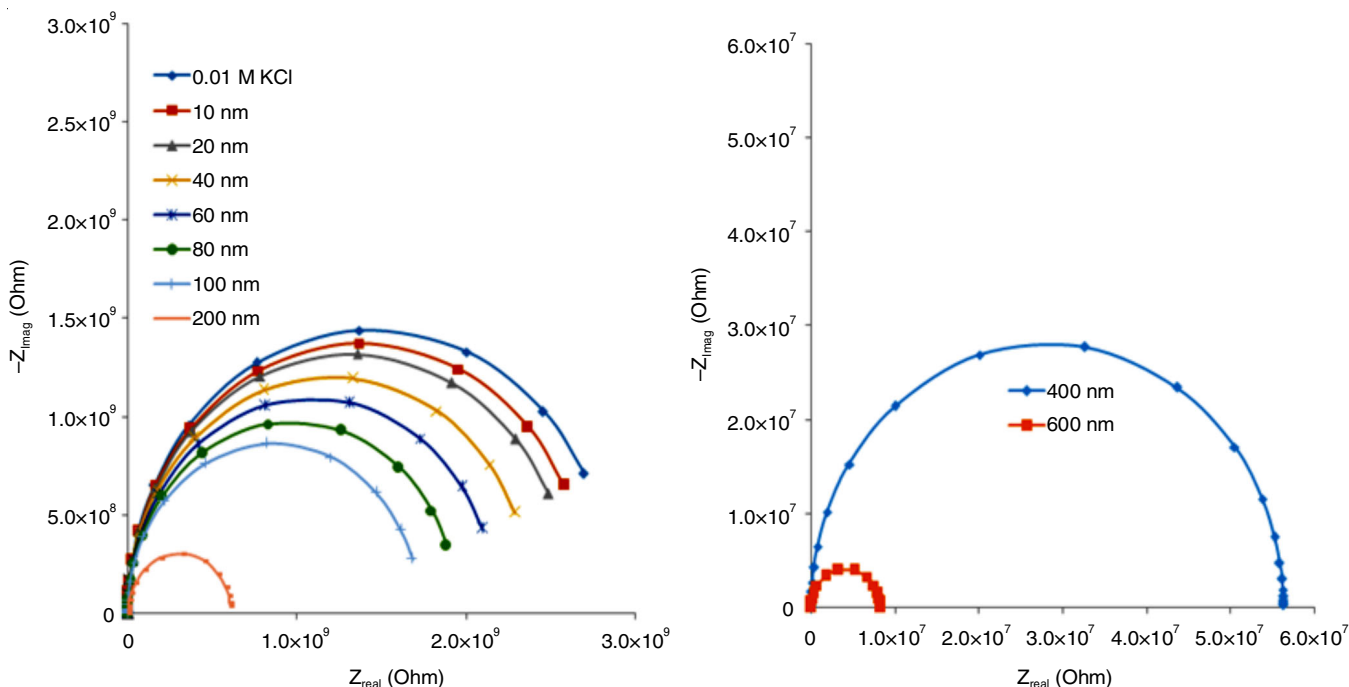 3.0×10⁹
2.5×10⁹
2.0×10⁹
1.5×10⁹
1.0×10⁹
5.0×10⁸
0
–Z_Imag (Ohm)
0.01 M KCl
10 nm
20 nm
40 nm
60 nm
80 nm
100 nm
200 nm
0 1.0×10⁹ 2.0×10⁹ 3.0×10⁹
Z_real (Ohm)
6.0×10⁷
5.0×10⁷
4.0×10⁷
3.0×10⁷
2.0×10⁷
1.0×10⁷
0
–Z_Imag (Ohm)
400 nm
600 nm
0 1.0×10⁷ 2.0×10⁷ 3.0×10⁷ 4.0×10⁷ 5.0×10⁷ 6.0×10⁷
Z_real (Ohm)